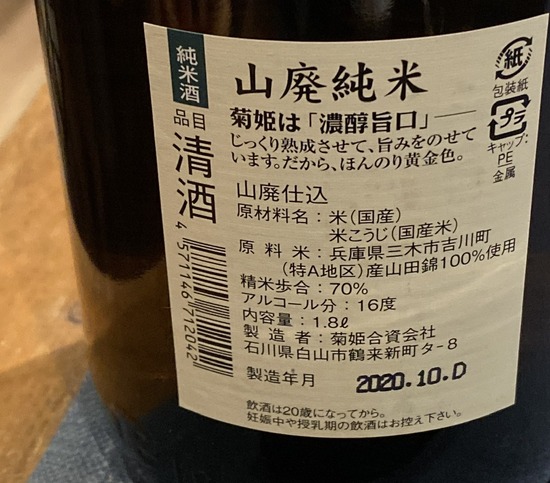 純米酒
品目
清酒
山廃純米
菊姫は「濃醇旨口」──
じっくり熟成させて、旨みをのせて
います。だから、ほんのり黄金色。
山廃仕込
原材料名：米(国産)
米こうじ(国産米)
原料米：兵庫県三木市吉川町
(特A地区)産山田錦100%使用
精米歩合：70%
アルコール分：16度
内容量：1.8ℓ
製造者：菊姫合資会社
石川県白山市鶴来新町タ-8
製造年月 2020.10.D
飲酒は20歳になってから。
妊娠中や授乳期の飲酒はお控え下さい。
4571146712042
紙
包装紙
プラ
キャップ:
PE
金属